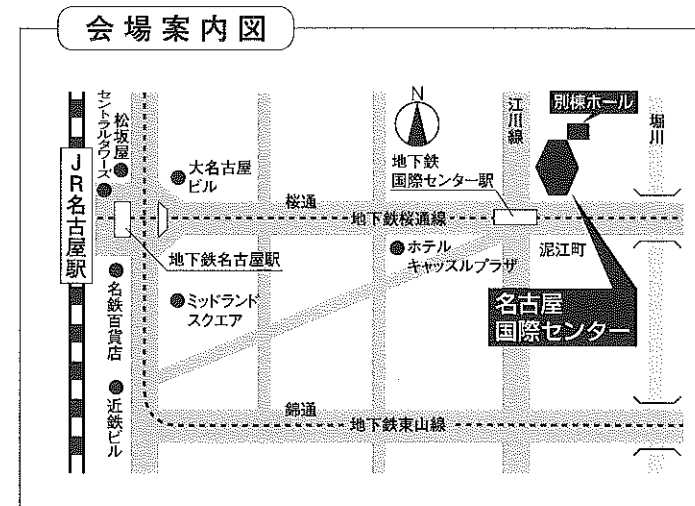 会場案内図
JR名古屋駅
セントラルタワーズ
松坂屋
大名古屋
ビル
N
地下鉄
国際センター駅
江川線
別棟ホール
堀川
桜通
地下鉄桜通線
地下鉄名古屋駅
ホテル
キャッスルプラザ
泥江町
名鉄百貨店
ミッドランド
スクエア
名古屋
国際センター
近鉄ビル
錦通
地下鉄東山線